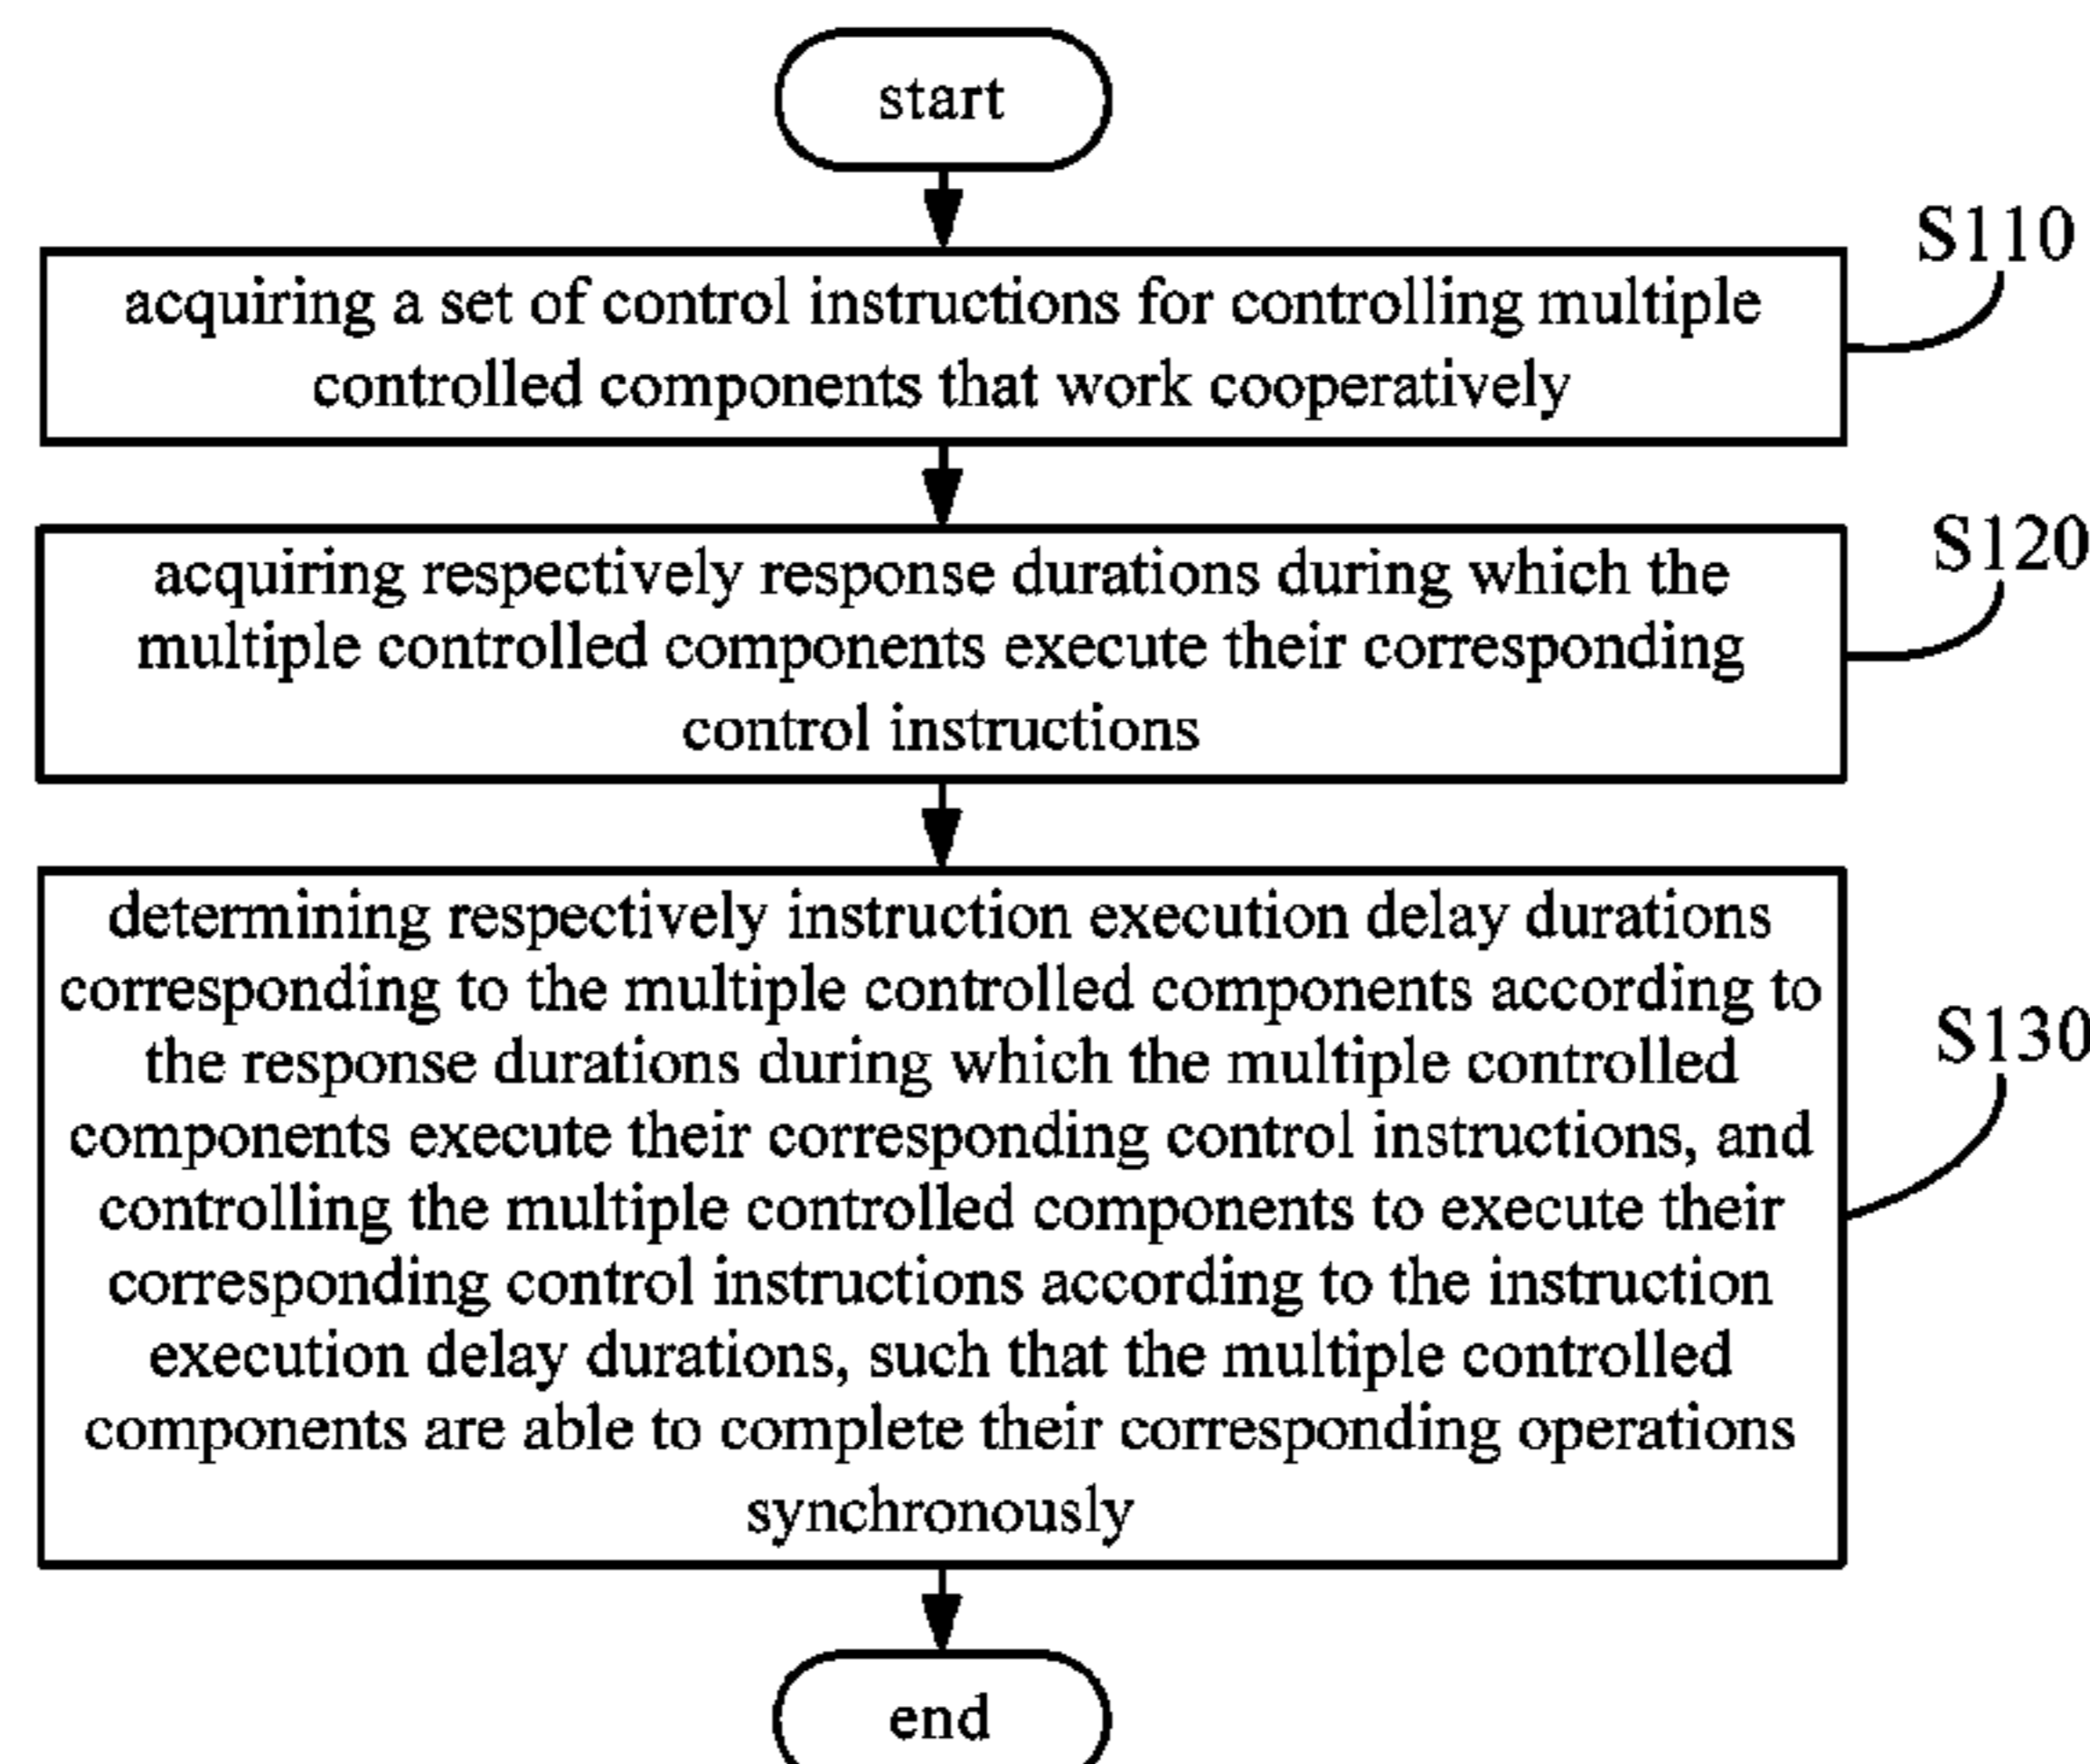 start
S110
acquiring a set of control instructions for controlling multiple
controlled components that work cooperatively
S120
acquiring respectively response durations during which the
multiple controlled components execute their corresponding
control instructions
determining respectively instruction execution delay durations
corresponding to the multiple controlled components according to
the response durations during which the multiple controlled
S130
components execute their corresponding control instructions, and
controlling the multiple controlled components to execute their
corresponding control instructions according to the instruction
execution delay durations, such that the multiple controlled
components are able to complete their corresponding operations
synchronously
end